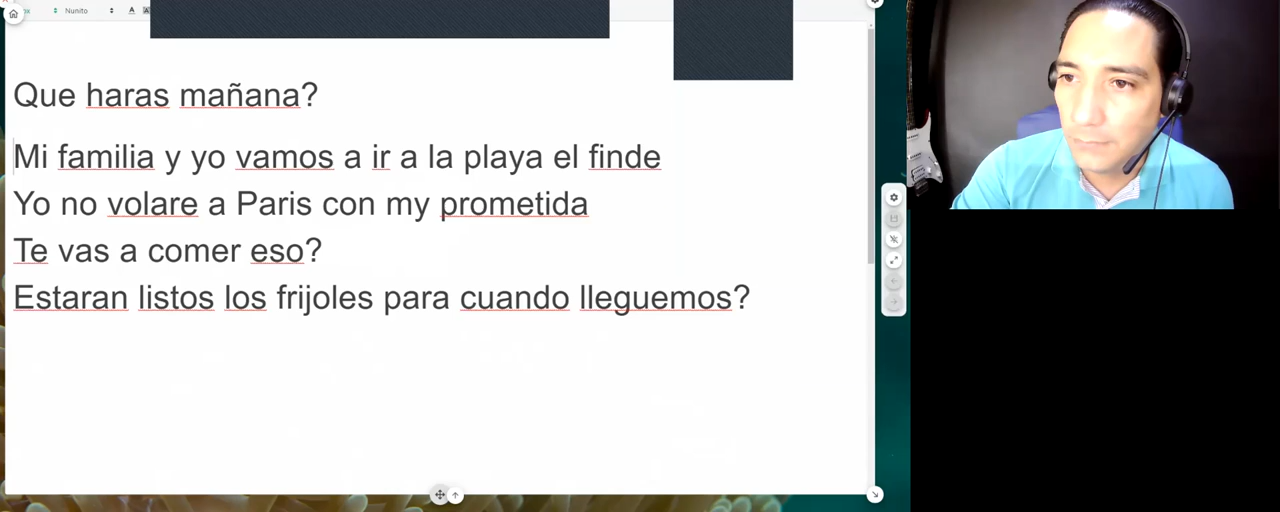 Nunito
Que haras mañana?
Mi familia y yo vamos a ir a la playa el finde
Yo no volare a Paris con my prometida
Te vas a comer eso?
Estaran listos los frijoles para cuando lleguemos?